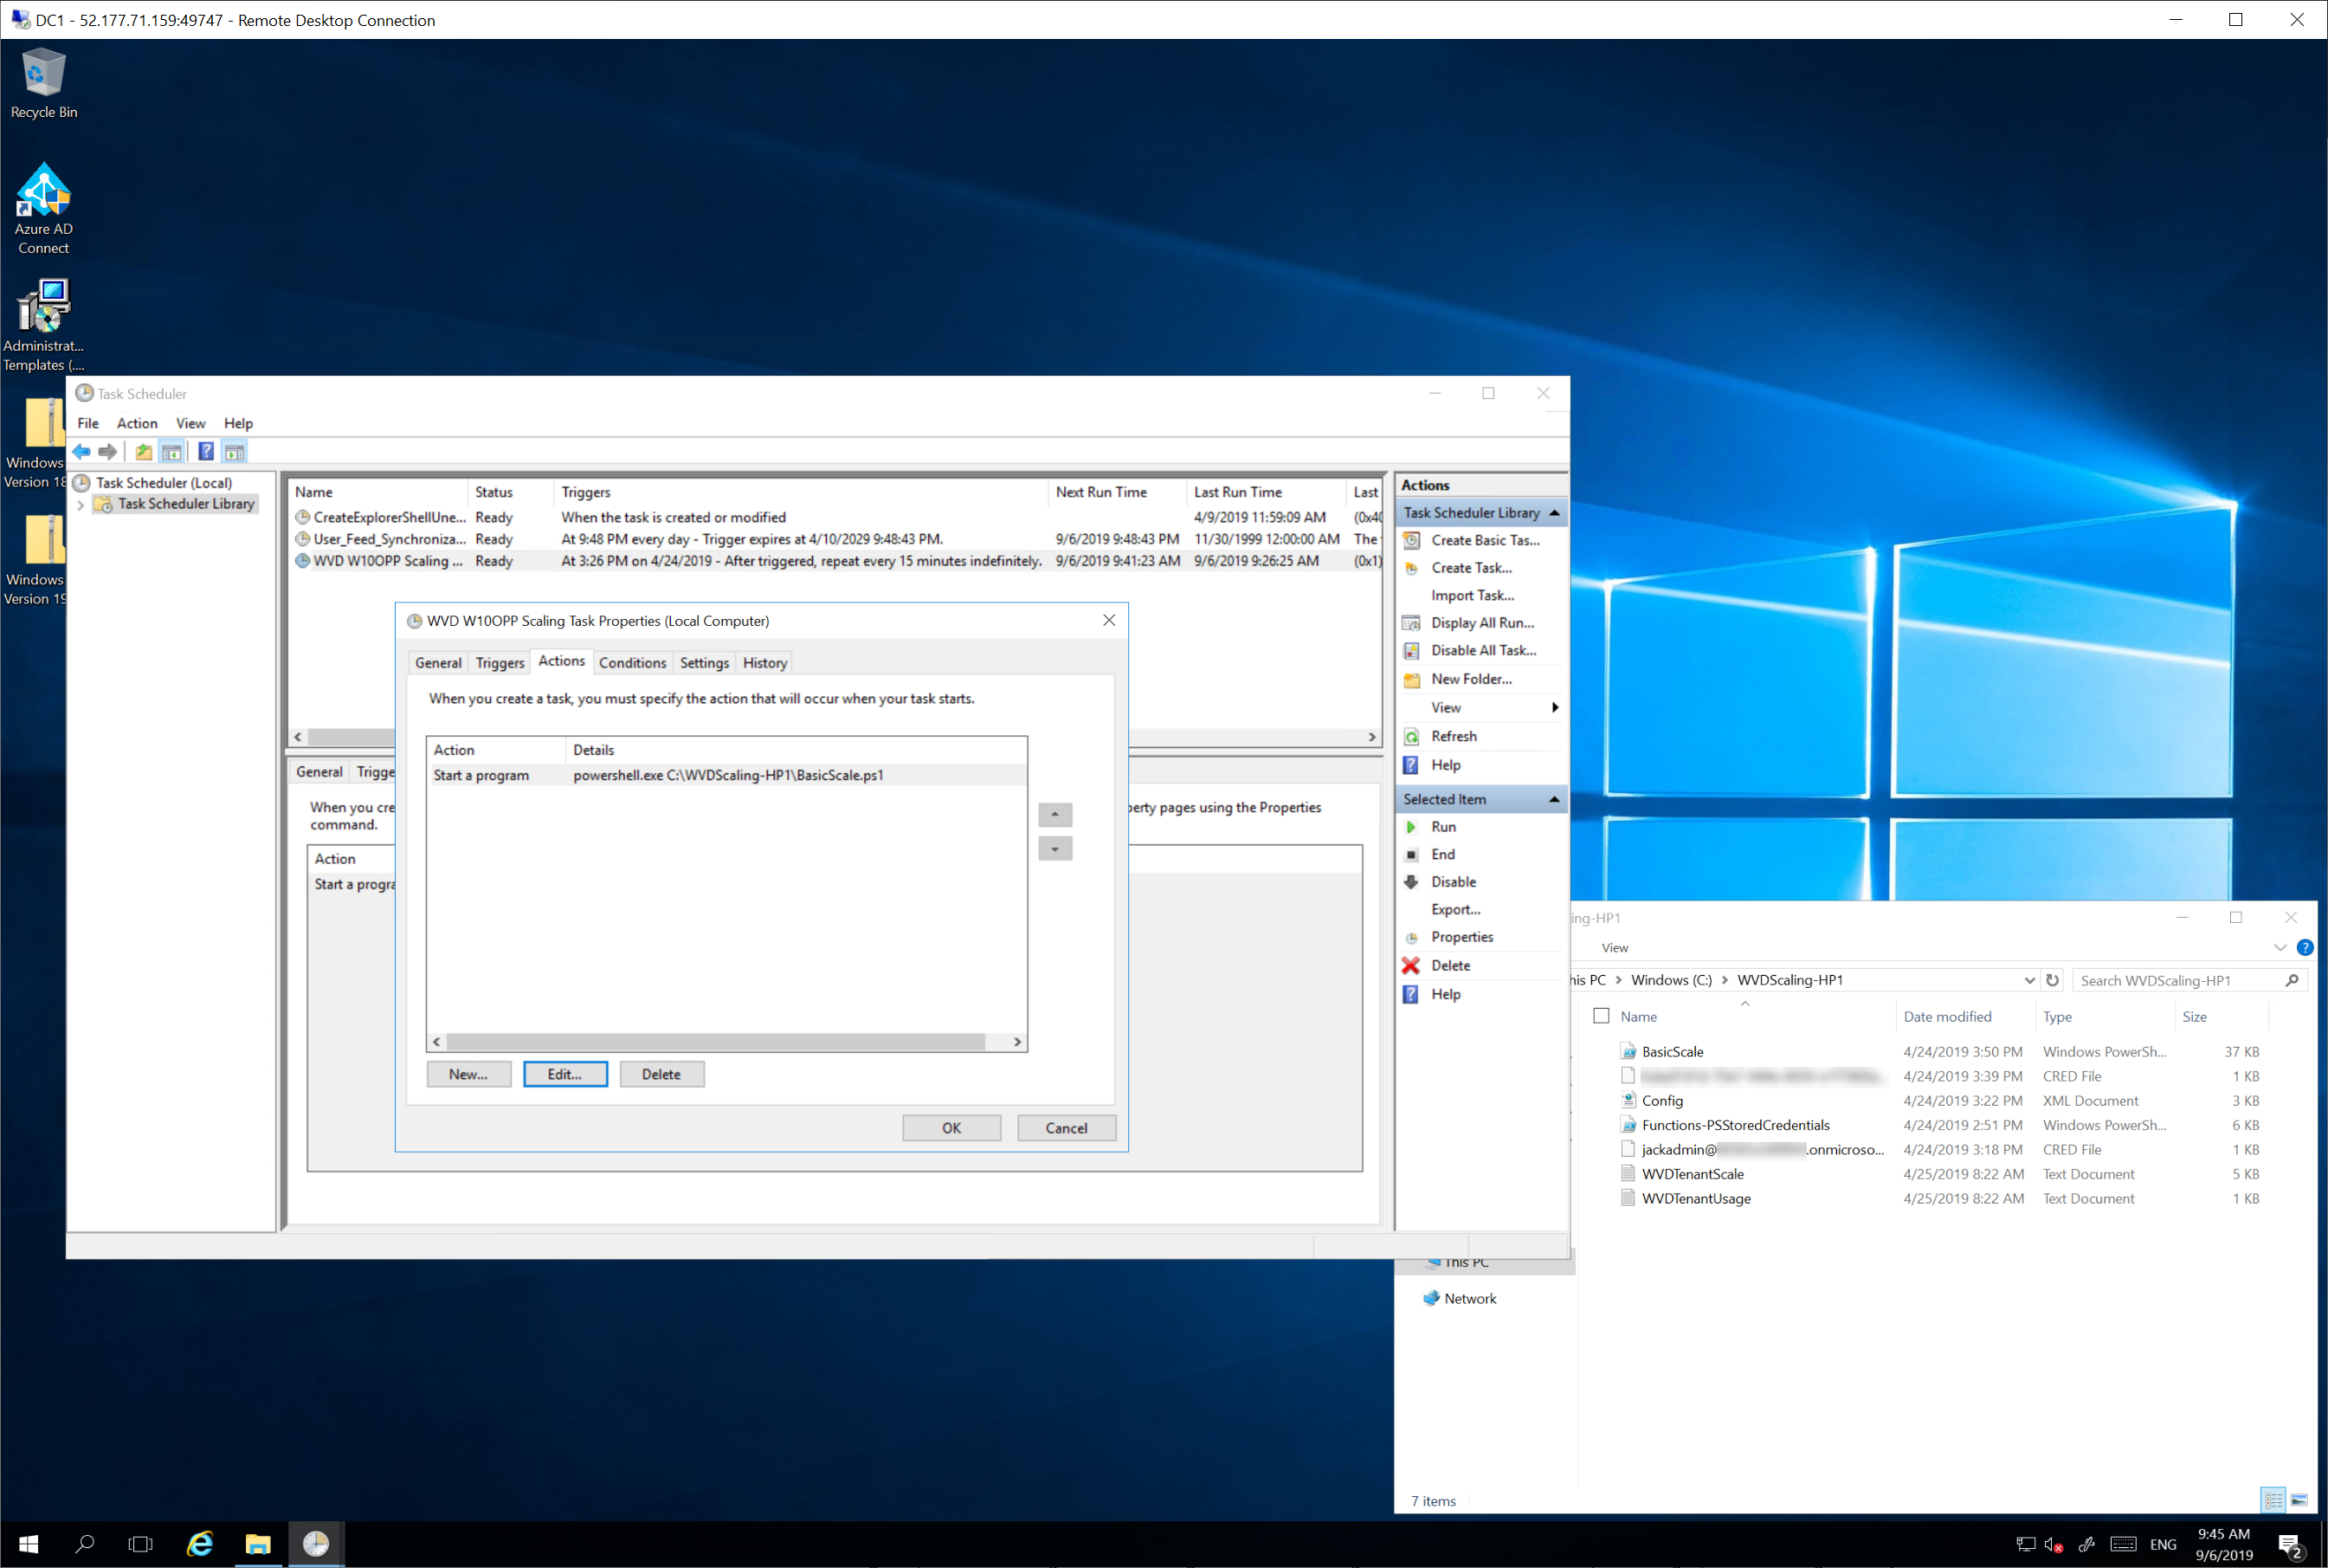 DC1 - 52.177.71.159:49747 - Remote Desktop Connection
Recycle Bin
Azure AD
Connect
Administrat...
Templates (....
Windows
Version 18
Windows
Version 19
Task Scheduler
File Action View Help
Task Scheduler (Local)
Task Scheduler Library
Name Status Triggers Next Run Time Last Run Time Last
CreateExplorerShellUne... Ready When the task is created or modified 4/9/2019 11:59:09 AM (0x40
User_Feed_Synchroniza... Ready At 9:48 PM every day - Trigger expires at 4/10/2029 9:48:43 PM. 9/6/2019 9:48:43 PM 11/30/1999 12:00:00 AM The
WVD W10OPP Scaling ... Ready At 3:26 PM on 4/24/2019 - After triggered, repeat every 15 minutes indefinitely. 9/6/2019 9:41:23 AM 9/6/2019 9:26:25 AM (0x1)
General Trigge
When you cre
command.
perty pages using the Properties
Action
Start a progra
WVD W10OPP Scaling Task Properties (Local Computer)
General Triggers Actions Conditions Settings History
When you create a task, you must specify the action that will occur when your task starts.
Action Details
Start a program powershell.exe C:\WVDScaling-HP1\BasicScale.ps1
New... Edit... Delete
OK Cancel
Actions
Task Scheduler Library
Create Basic Tas...
Create Task...
Import Task...
Display All Run...
Disable All Task...
New Folder...
View
Refresh
Help
Selected Item
Run
End
Disable
Export...
Properties
Delete
Help
ing-HP1
View
his PC Windows (C:) WVDScaling-HP1 Search WVDScaling-HP1
Name Date modified Type Size
BasicScale 4/24/2019 3:50 PM Windows PowerSh... 37 KB
4/24/2019 3:39 PM CRED File 1 KB
Config 4/24/2019 3:22 PM XML Document 3 KB
Functions-PSStoredCredentials 4/24/2019 2:51 PM Windows PowerSh... 6 KB
jackadmin@ .onmicroso... 4/24/2019 3:18 PM CRED File 1 KB
WVDTenantScale 4/25/2019 8:22 AM Text Document 5 KB
WVDTenantUsage 4/25/2019 8:22 AM Text Document 1 KB
This PC
Network
7 items
ENG
9:45 AM
9/6/2019
2